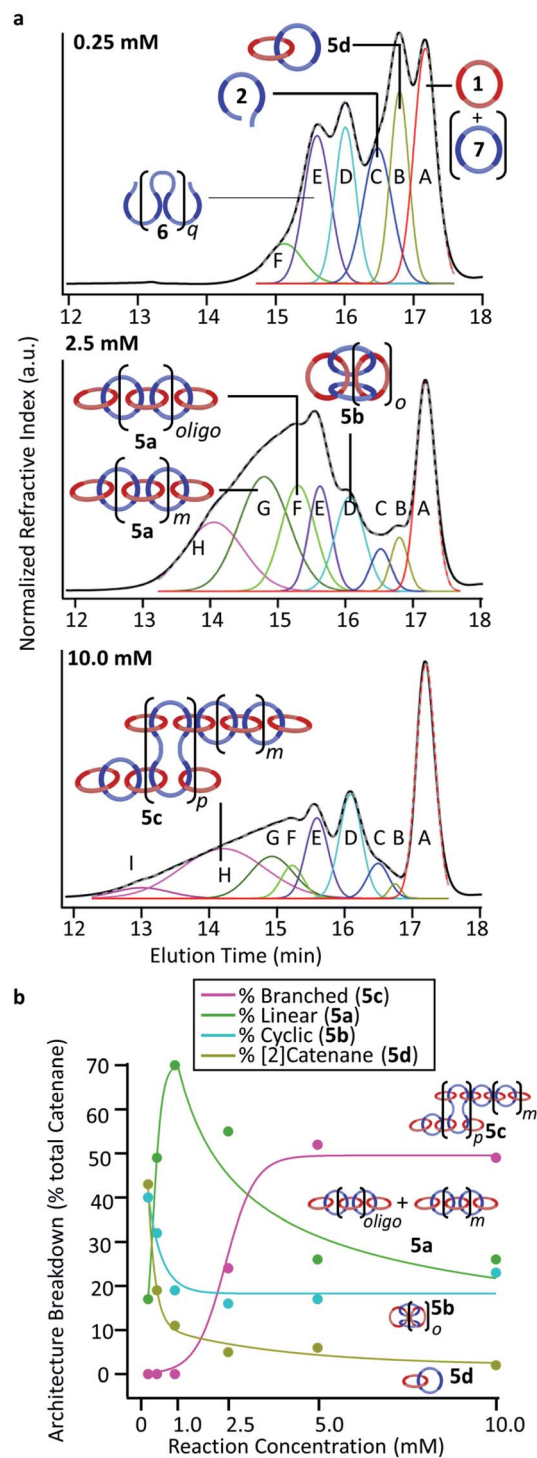 a
0.25 mM
5d
2
1
+
7
6
q
F
E
D
C
B
A
12 13 14 15 16 17 18
Normalized Refractive Index (a.u.)
2.5 mM
5a
oligo
5b
o
5a
m
H
G
F
E
D
C
B
A
12 13 14 15 16 17 18
10.0 mM
m
5c
p
I
H
G
F
E
D
C
B
A
12 13 14 15 16 17 18
Elution Time (min)
b
% Branched (5c)
% Linear (5a)
% Cyclic (5b)
% [2]Catenane (5d)
Architecture Breakdown (% total Catenane)
70
60
50
40
30
20
10
0
m
p
5c
oligo
+
m
5a
5b
o
5d
0 1.0 2.5 5.0 10.0
Reaction Concentration (mM)